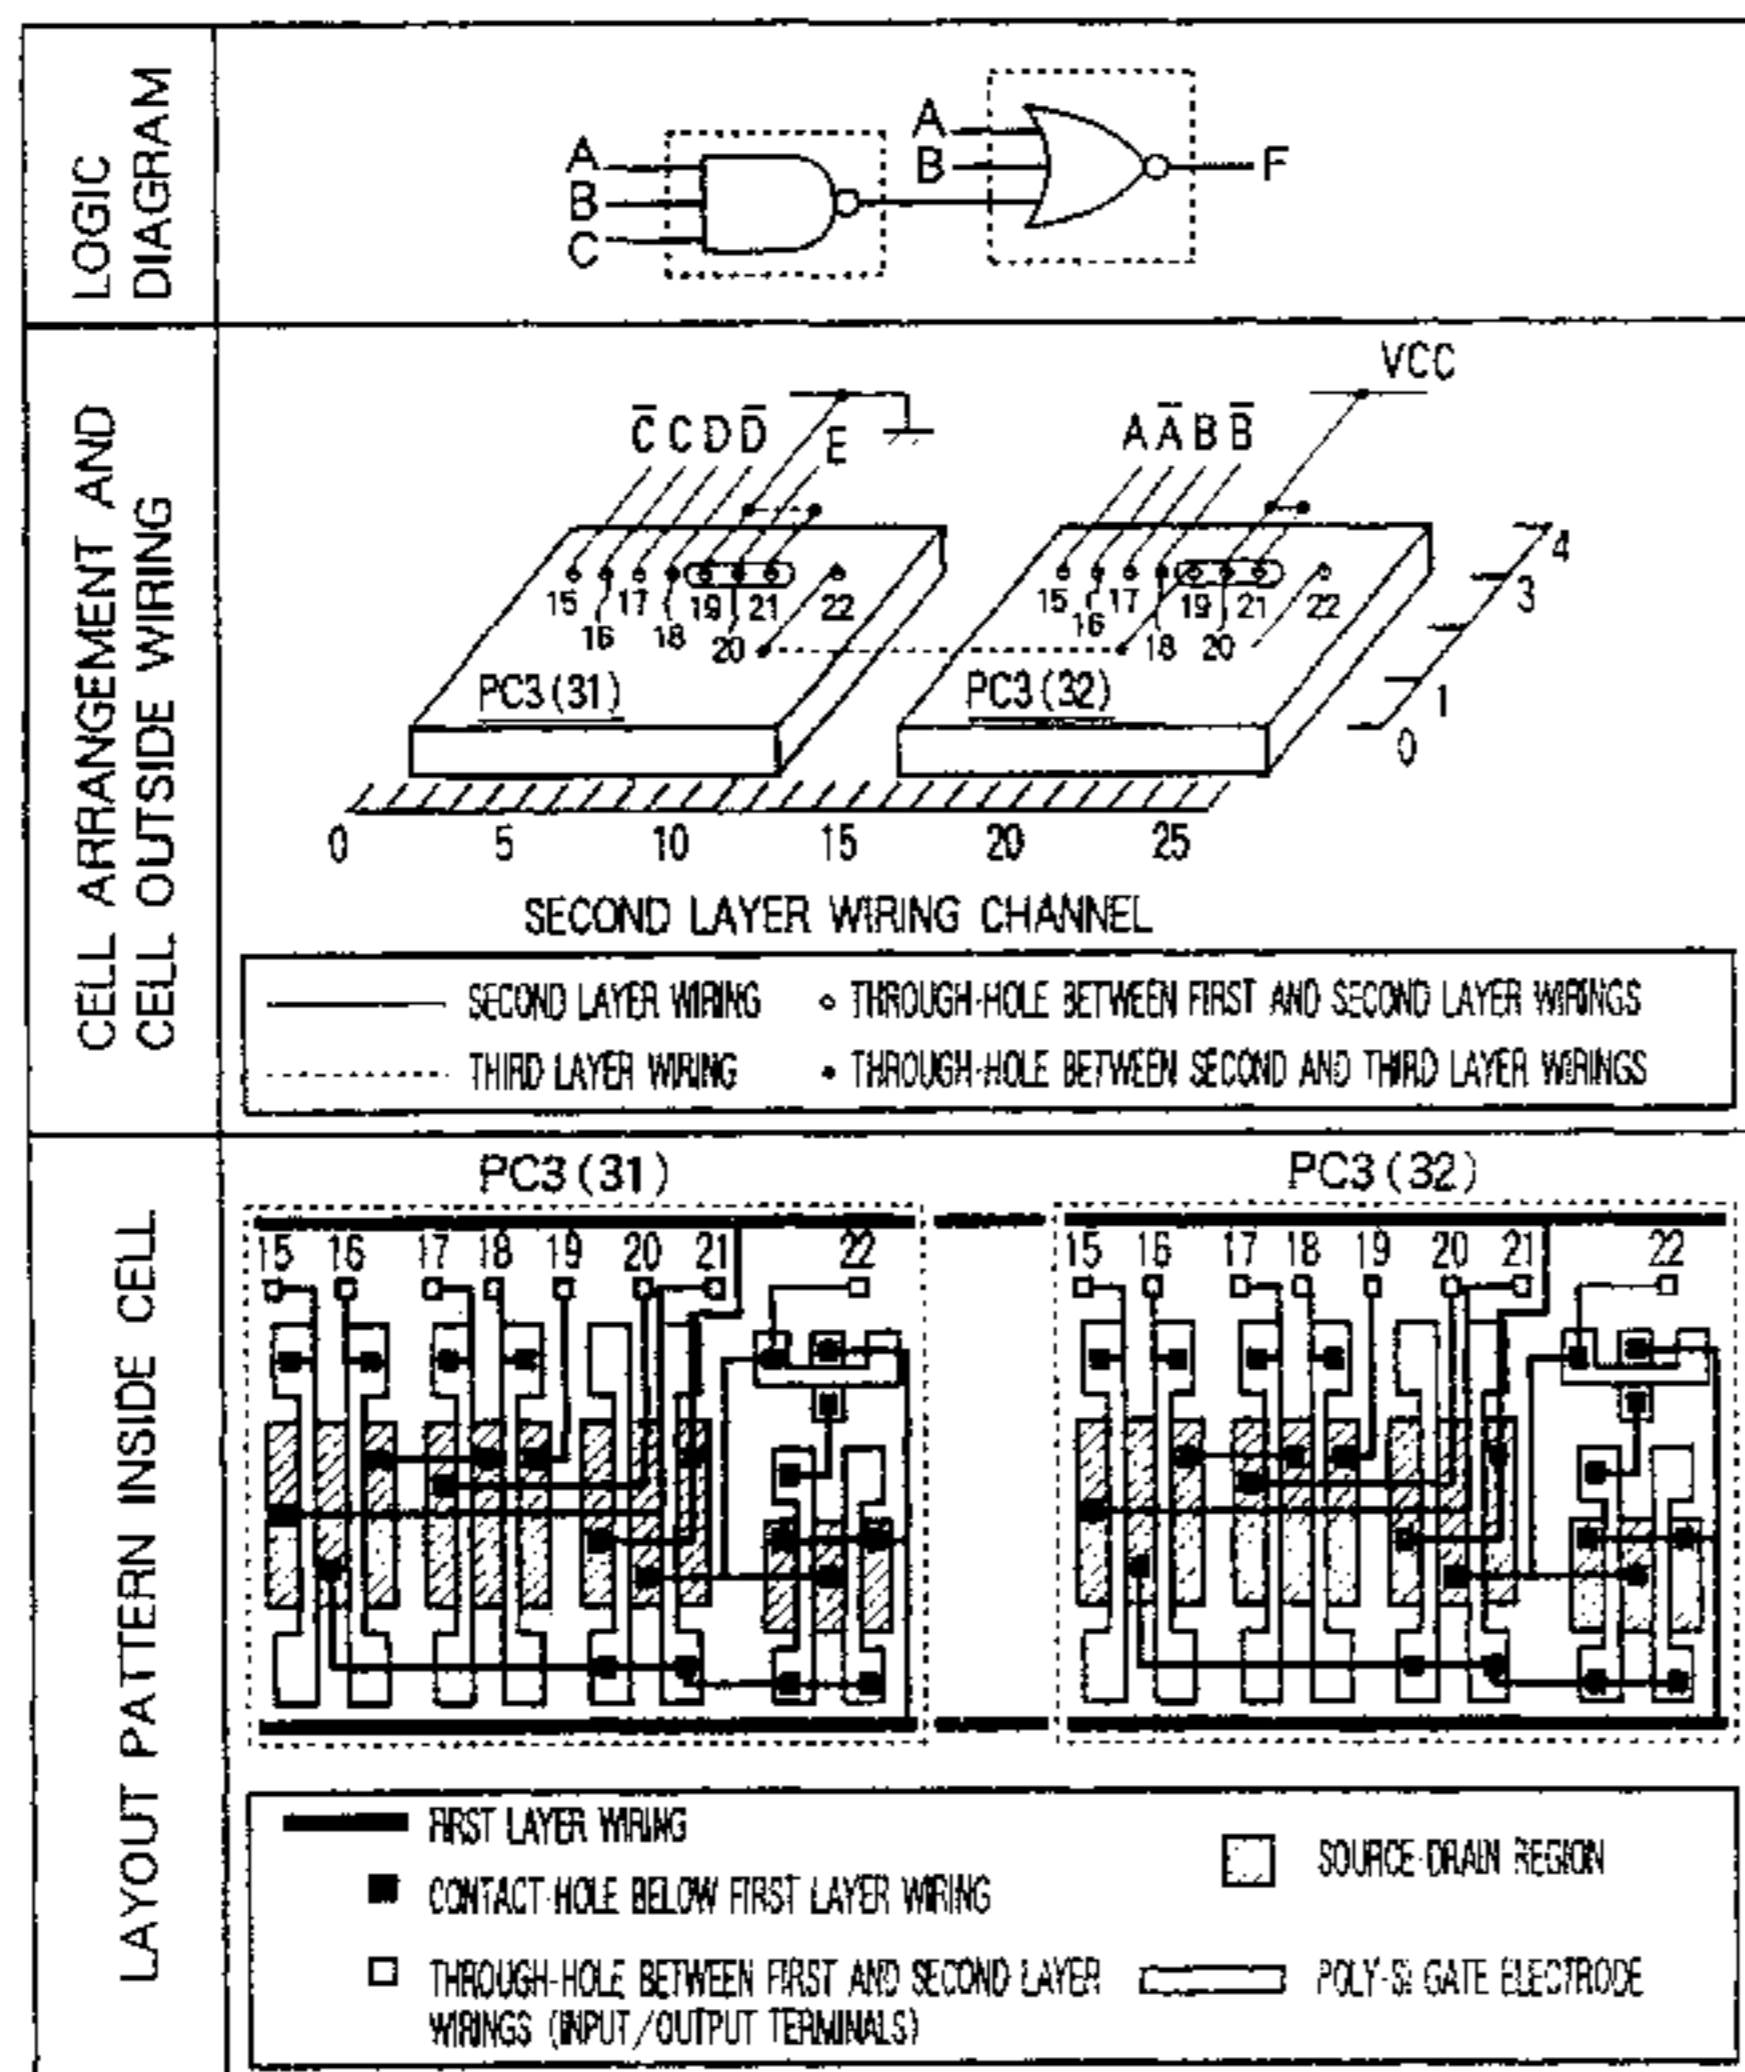 LOGIC
DIAGRAM
A
B
C
A
B
F
CELL ARRANGEMENT AND
CELL OUTSIDE WIRING
C̅ C D D̅
E
A A̅ B B̅
VCC
15 16 17 18 19 20 21 22
15 16 17 18 19 20 21 22
PC3(31)
PC3(32)
4
3
1
0
0 5 10 15 20 25
SECOND LAYER WIRING CHANNEL
SECOND LAYER WIRING
THROUGH-HOLE BETWEEN FIRST AND SECOND LAYER WIRINGS
THIRD LAYER WIRING
THROUGH-HOLE BETWEEN SECOND AND THIRD LAYER WIRINGS
LAYOUT PATTERN INSIDE CELL
PC3(31)
PC3(32)
15 16 17 18 19 20 21 22
15 16 17 18 19 20 21 22
FIRST LAYER WIRING
CONTACT-HOLE BELOW FIRST LAYER WIRING
THROUGH-HOLE BETWEEN FIRST AND SECOND LAYER
WIRINGS (INPUT/OUTPUT TERMINALS)
SOURCE-DRAIN REGION
POLY-Si GATE ELECTRODE